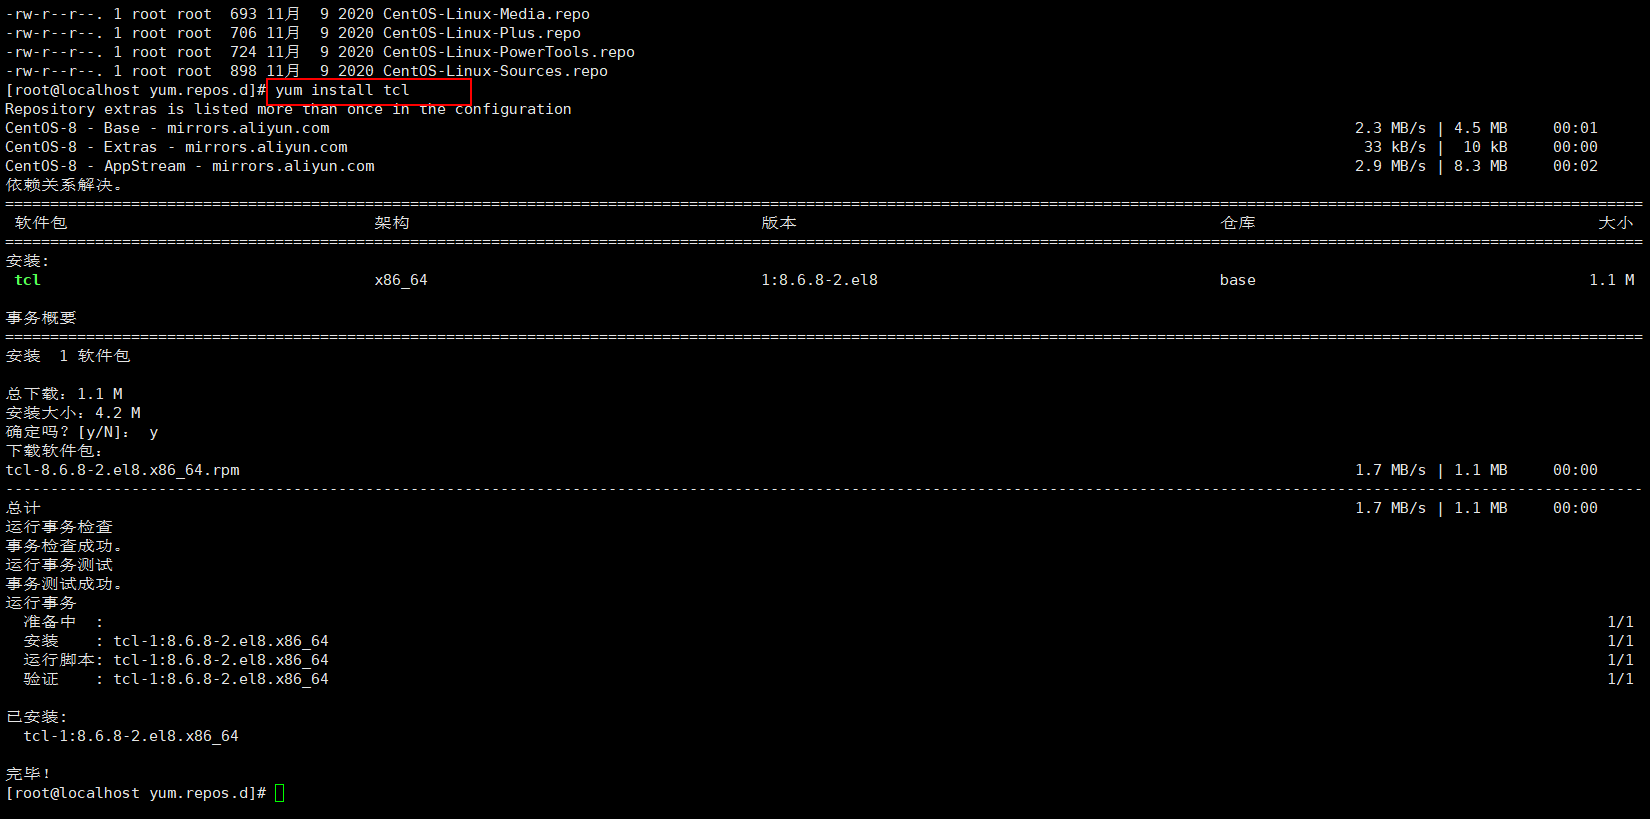 -rw-r--r--. 1 root root  693 11月  9 2020 CentOS-Linux-Media.repo
-rw-r--r--. 1 root root  706 11月  9 2020 CentOS-Linux-Plus.repo
-rw-r--r--. 1 root root  724 11月  9 2020 CentOS-Linux-PowerTools.repo
-rw-r--r--. 1 root root  898 11月  9 2020 CentOS-Linux-Sources.repo
[root@localhost yum.repos.d]# yum install tcl
Repository extras is listed more than once in the configuration
CentOS-8 - Base - mirrors.aliyun.com 2.3 MB/s | 4.5 MB 00:01
CentOS-8 - Extras - mirrors.aliyun.com 33 kB/s | 10 kB 00:00
CentOS-8 - AppStream - mirrors.aliyun.com 2.9 MB/s | 8.3 MB 00:02
依赖关系解决。
软件包 架构 版本 仓库 大小
安装:
tcl x86_64 1:8.6.8-2.el8 base 1.1 M
事务概要
安装  1 软件包
总下载：1.1 M
安装大小：4.2 M
确定吗？[y/N]： y
下载软件包：
tcl-8.6.8-2.el8.x86_64.rpm 1.7 MB/s | 1.1 MB 00:00
总计 1.7 MB/s | 1.1 MB 00:00
运行事务检查
事务检查成功。
运行事务测试
事务测试成功。
运行事务
准备中  : 1/1
安装    : tcl-1:8.6.8-2.el8.x86_64 1/1
运行脚本: tcl-1:8.6.8-2.el8.x86_64 1/1
验证    : tcl-1:8.6.8-2.el8.x86_64 1/1
已安装:
tcl-1:8.6.8-2.el8.x86_64
完毕！
[root@localhost yum.repos.d]#